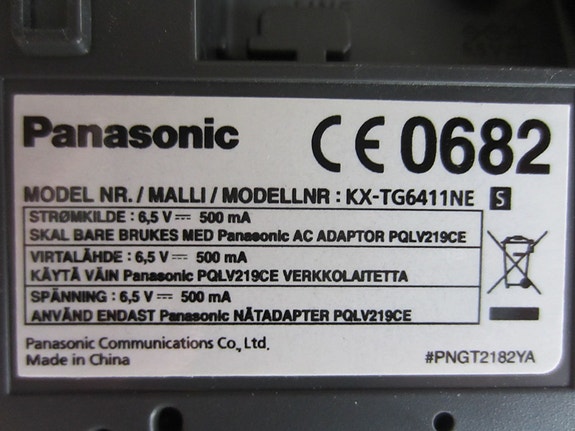 Panasonic
CE 0682
MODEL NR. / MALLI / MODELLNR : KX-TG6411NE S
STRØMKILDE : 6,5 V ⎓ 500 mA
SKAL BARE BRUKES MED Panasonic AC ADAPTOR PQLV219CE
VIRTALÄHDE : 6,5 V ⎓ 500 mA
KÄYTÄ VÄIN Panasonic PQLV219CE VERKKOLAITETTA
SPÄNNING : 6,5 V ⎓ 500 mA
ANVÄND ENDAST Panasonic NÄTADAPTER PQLV219CE
Panasonic Communications Co., Ltd.
Made in China
#PNGT2182YA